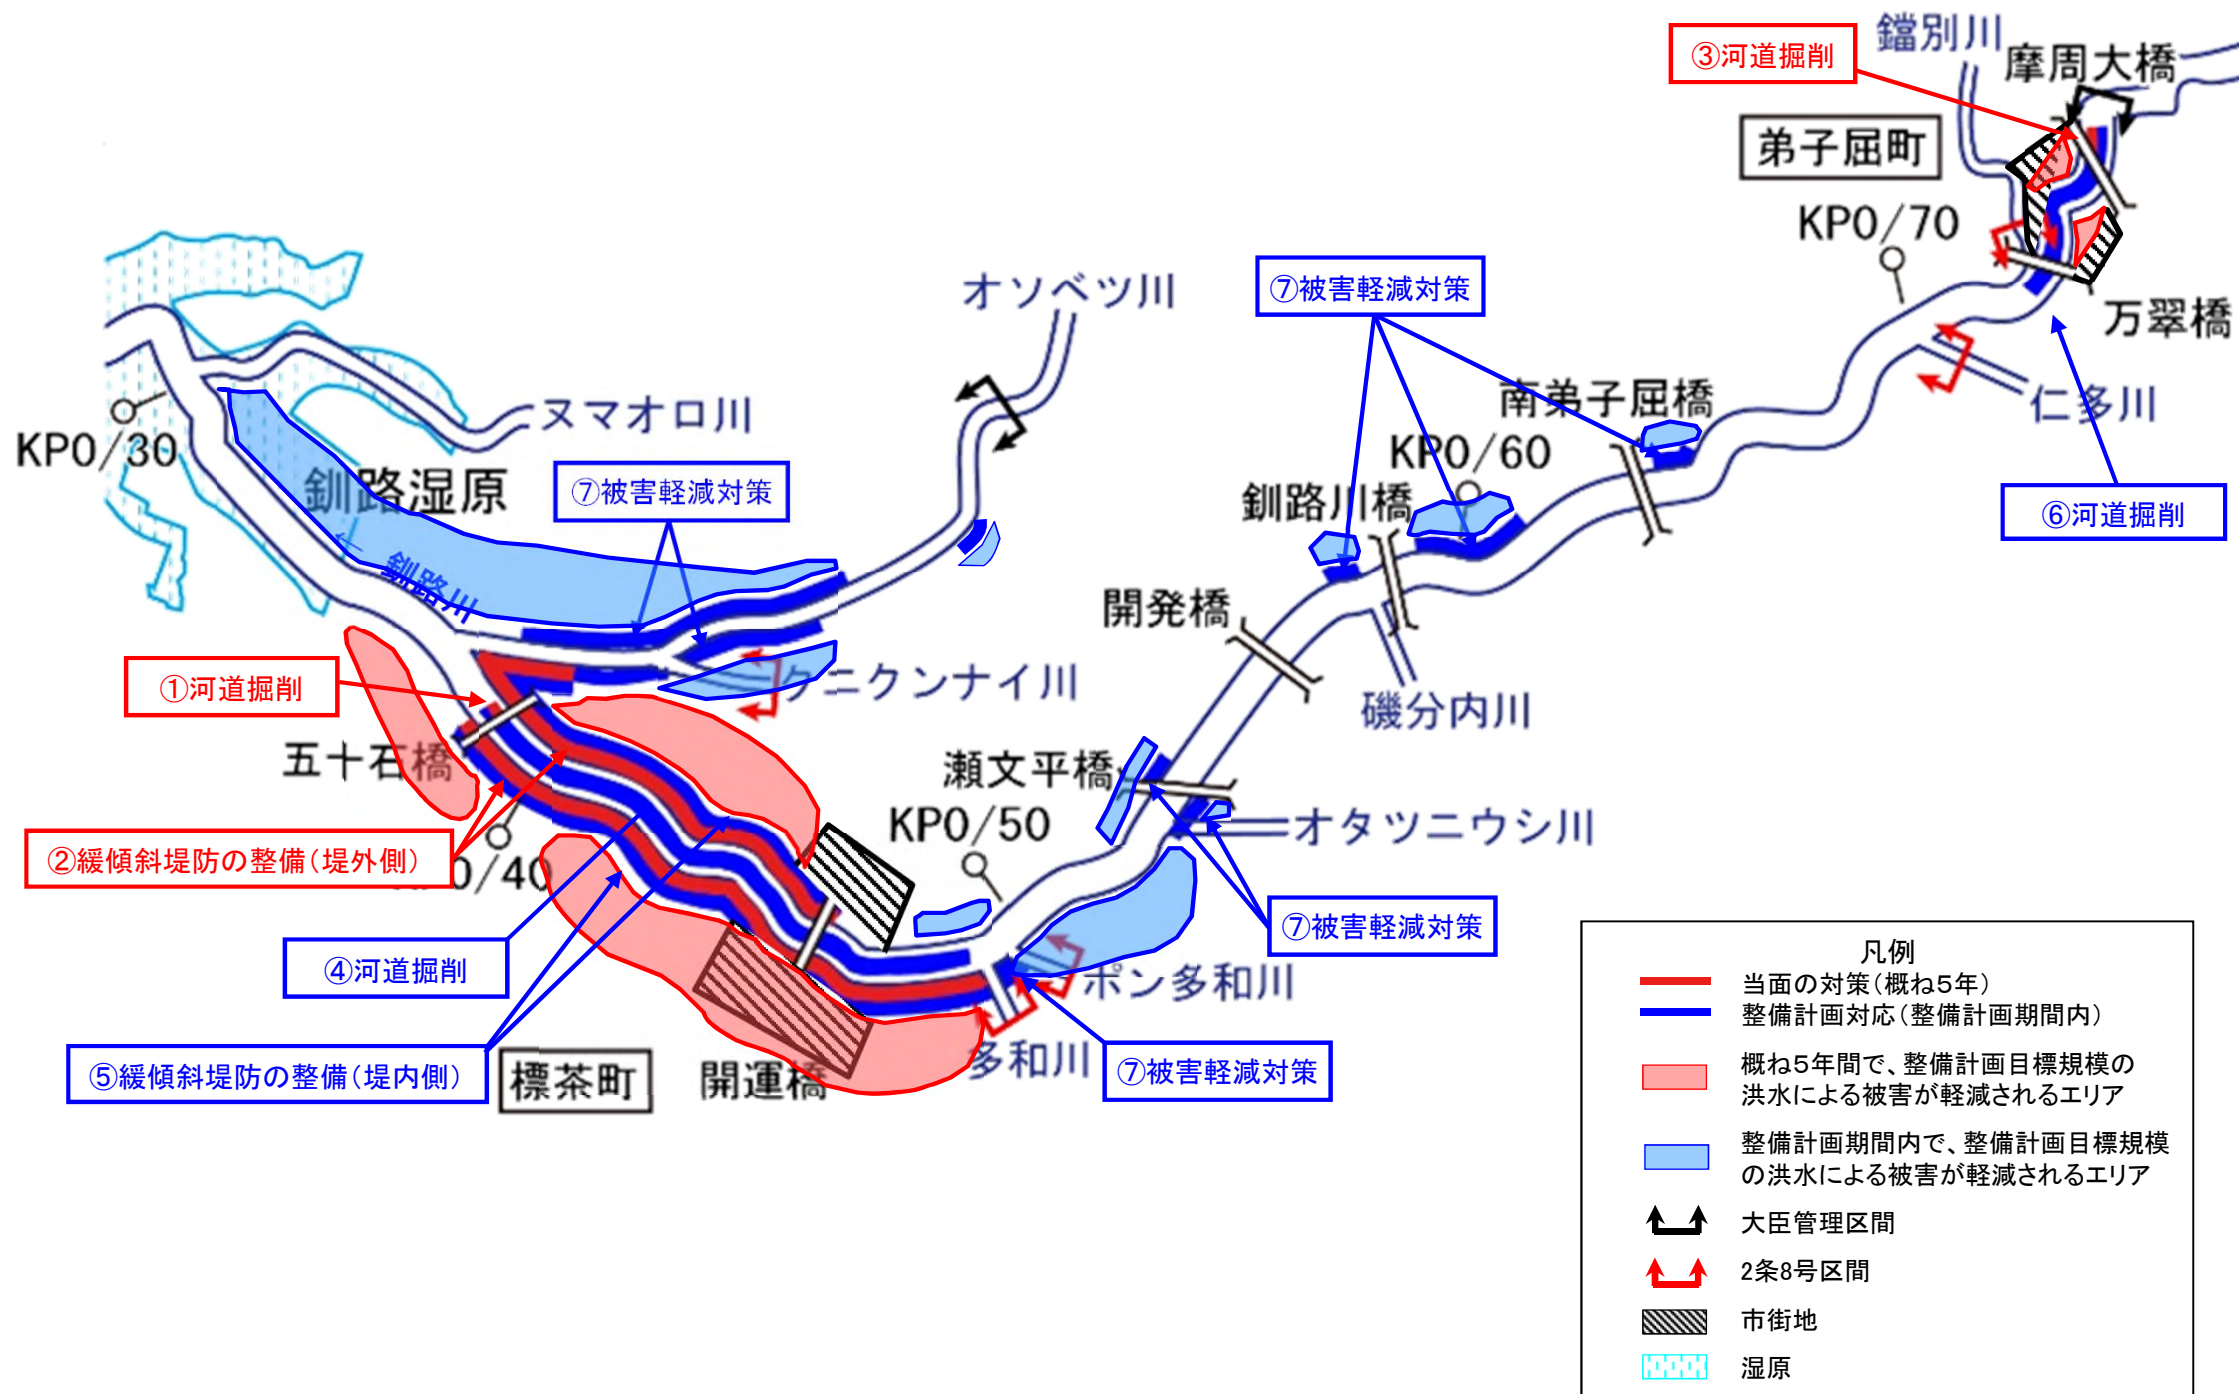 鐺別川
③河道掘削
摩周大橋
弟子屈町
KP0/70
万翠橋
仁多川
⑥河道掘削
オソベツ川
⑦被害軽減対策
南弟子屈橋
KP0/60
釧路川橋
ヌマオロ川
KP0/30
釧路湿原
⑦被害軽減対策
← 釧路川
開発橋
磯分内川
①河道掘削
クニクンナイ川
五十石橋
瀬文平橋
KP0/50
オタツニウシ川
②緩傾斜堤防の整備(堤外側)
0/40
⑦被害軽減対策
④河道掘削
ポン多和川
多和川
⑤緩傾斜堤防の整備(堤内側)
標茶町
開運橋
⑦被害軽減対策
凡例
当面の対策(概ね5年)
整備計画対応(整備計画期間内)
概ね5年間で、整備計画目標規模の
洪水による被害が軽減されるエリア
整備計画期間内で、整備計画目標規模
の洪水による被害が軽減されるエリア
大臣管理区間
2条8号区間
市街地
湿原